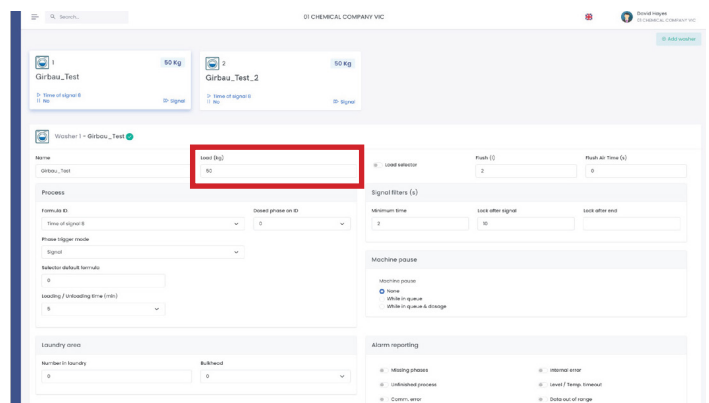 Search...
01 CHEMICAL COMPANY VIC
David Hayes
01 CHEMICAL COMPANY VIC
Add washer
1
50 Kg
Girbau_Test
Time of signal 8
No
Signal
2
50 Kg
Girbau_Test_2
Time of signal 8
No
Signal
Washer 1 - Girbau_Test
Name
Girbau_Test
Load (kg)
50
Load selector
Flush (l)
2
Flush Air Time (s)
0
Process
Formula ID
Time of signal 8
Dosed phase on ID
0
Phase trigger mode
Signal
Selector default formula
0
Loading / Unloading time (min)
5
Signal filters (s)
Minimum time
2
Lock after signal
10
Lock after end
Machine pause
Machine pause
None
While in queue
While in queue & dosage
Laundry area
Number in laundry
0
Bulkhead
0
Alarm reporting
Missing phases
Internal error
Unfinished process
Level / Temp. timeout
Comm. error
Data out of range